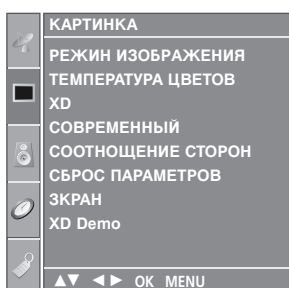 КАРТИНКА
РЕЖИН ИЗОБРАЖЕНИЯ
ТЕМПЕРАТУРА ЦВЕТОВ
XD
СОВРЕМЕННЫЙ
СООТНОЩЕНИЕ СТОРОН
СБРОС ПАРАМЕТРОВ
ЗКРАН
XD Demo
▲▼ ◄► OK MENU